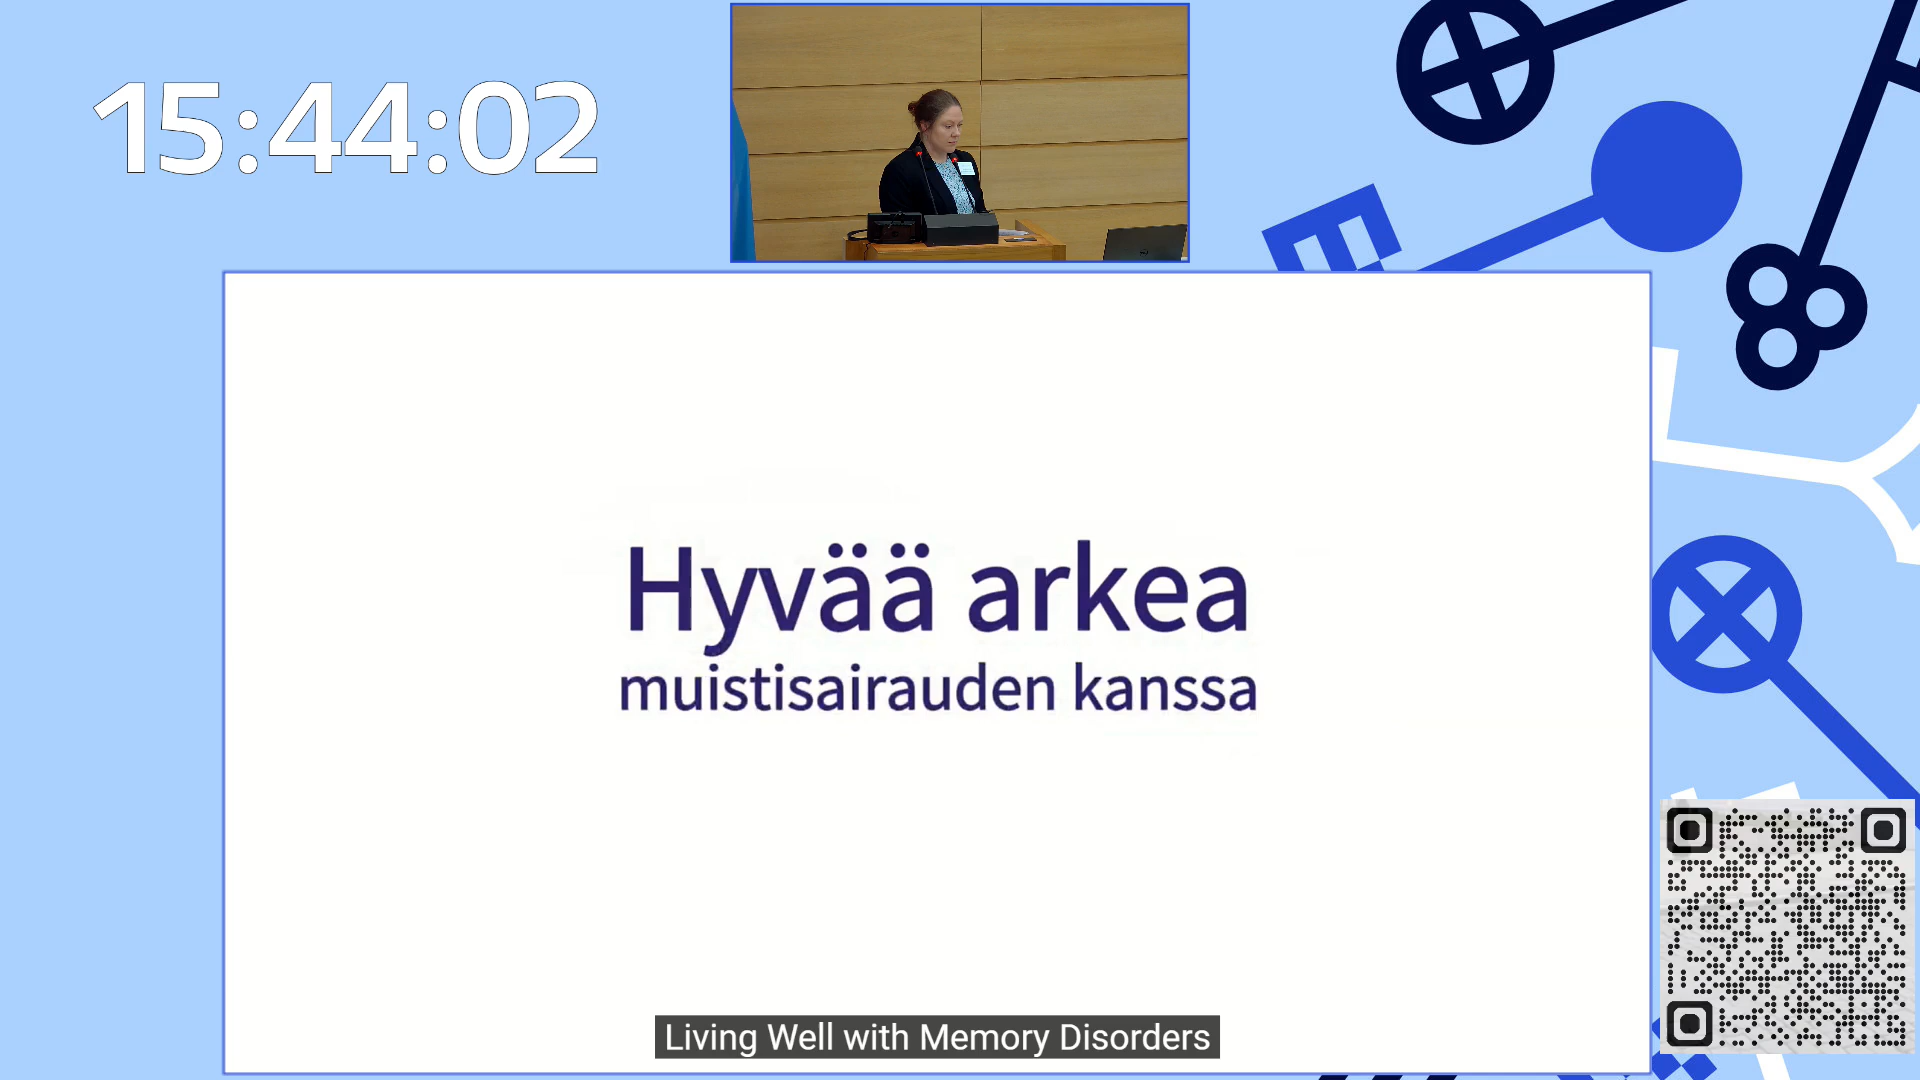 15:44:02
Hyvää arkea
muistisairauden kanssa
Living Well with Memory Disorders